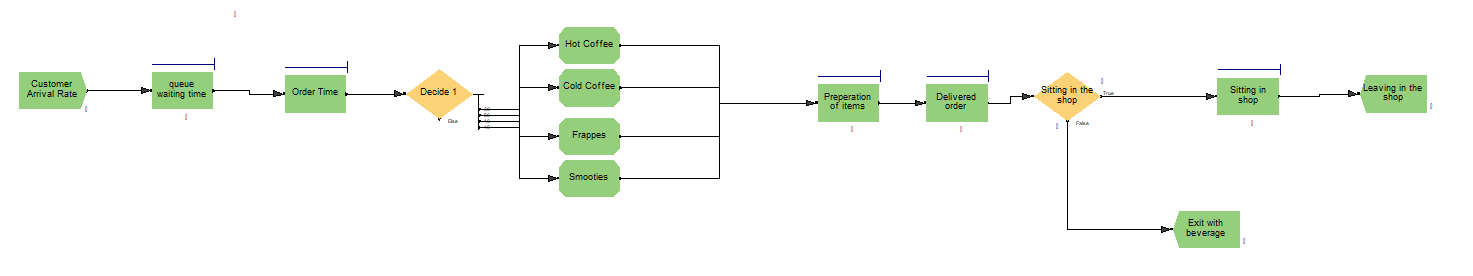 Customer
Arrival Rate
queue
waiting time
Order Time
Decide 1
Else
Hot Coffee
Cold Coffee
Frappes
Smooties
Preperation
of items
Delivered
order
Sitting in the
shop
True
False
Sitting in
shop
Leaving in the
shop
Exit with
beverage